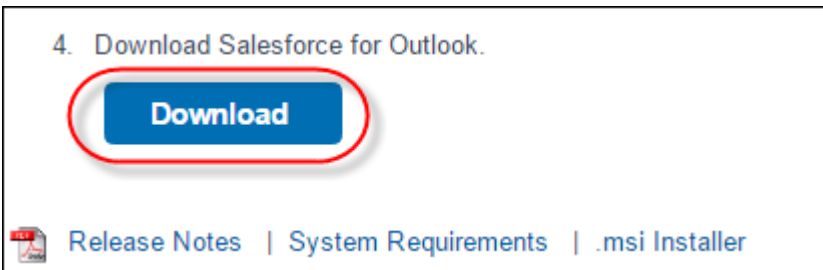 4. Download Salesforce for Outlook.
Download
Release Notes | System Requirements | .msi Installer